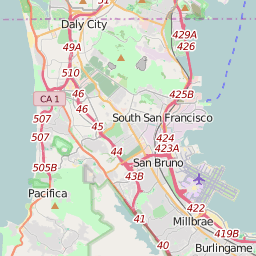 Daly City
429A
49A
426
510
CA 1
46
425B
46
507
45
South San Francisco
424
507
423A
44
San Bruno
505B
43B
Pacifica
422
41
Millbrae
419B
40
Burlingame